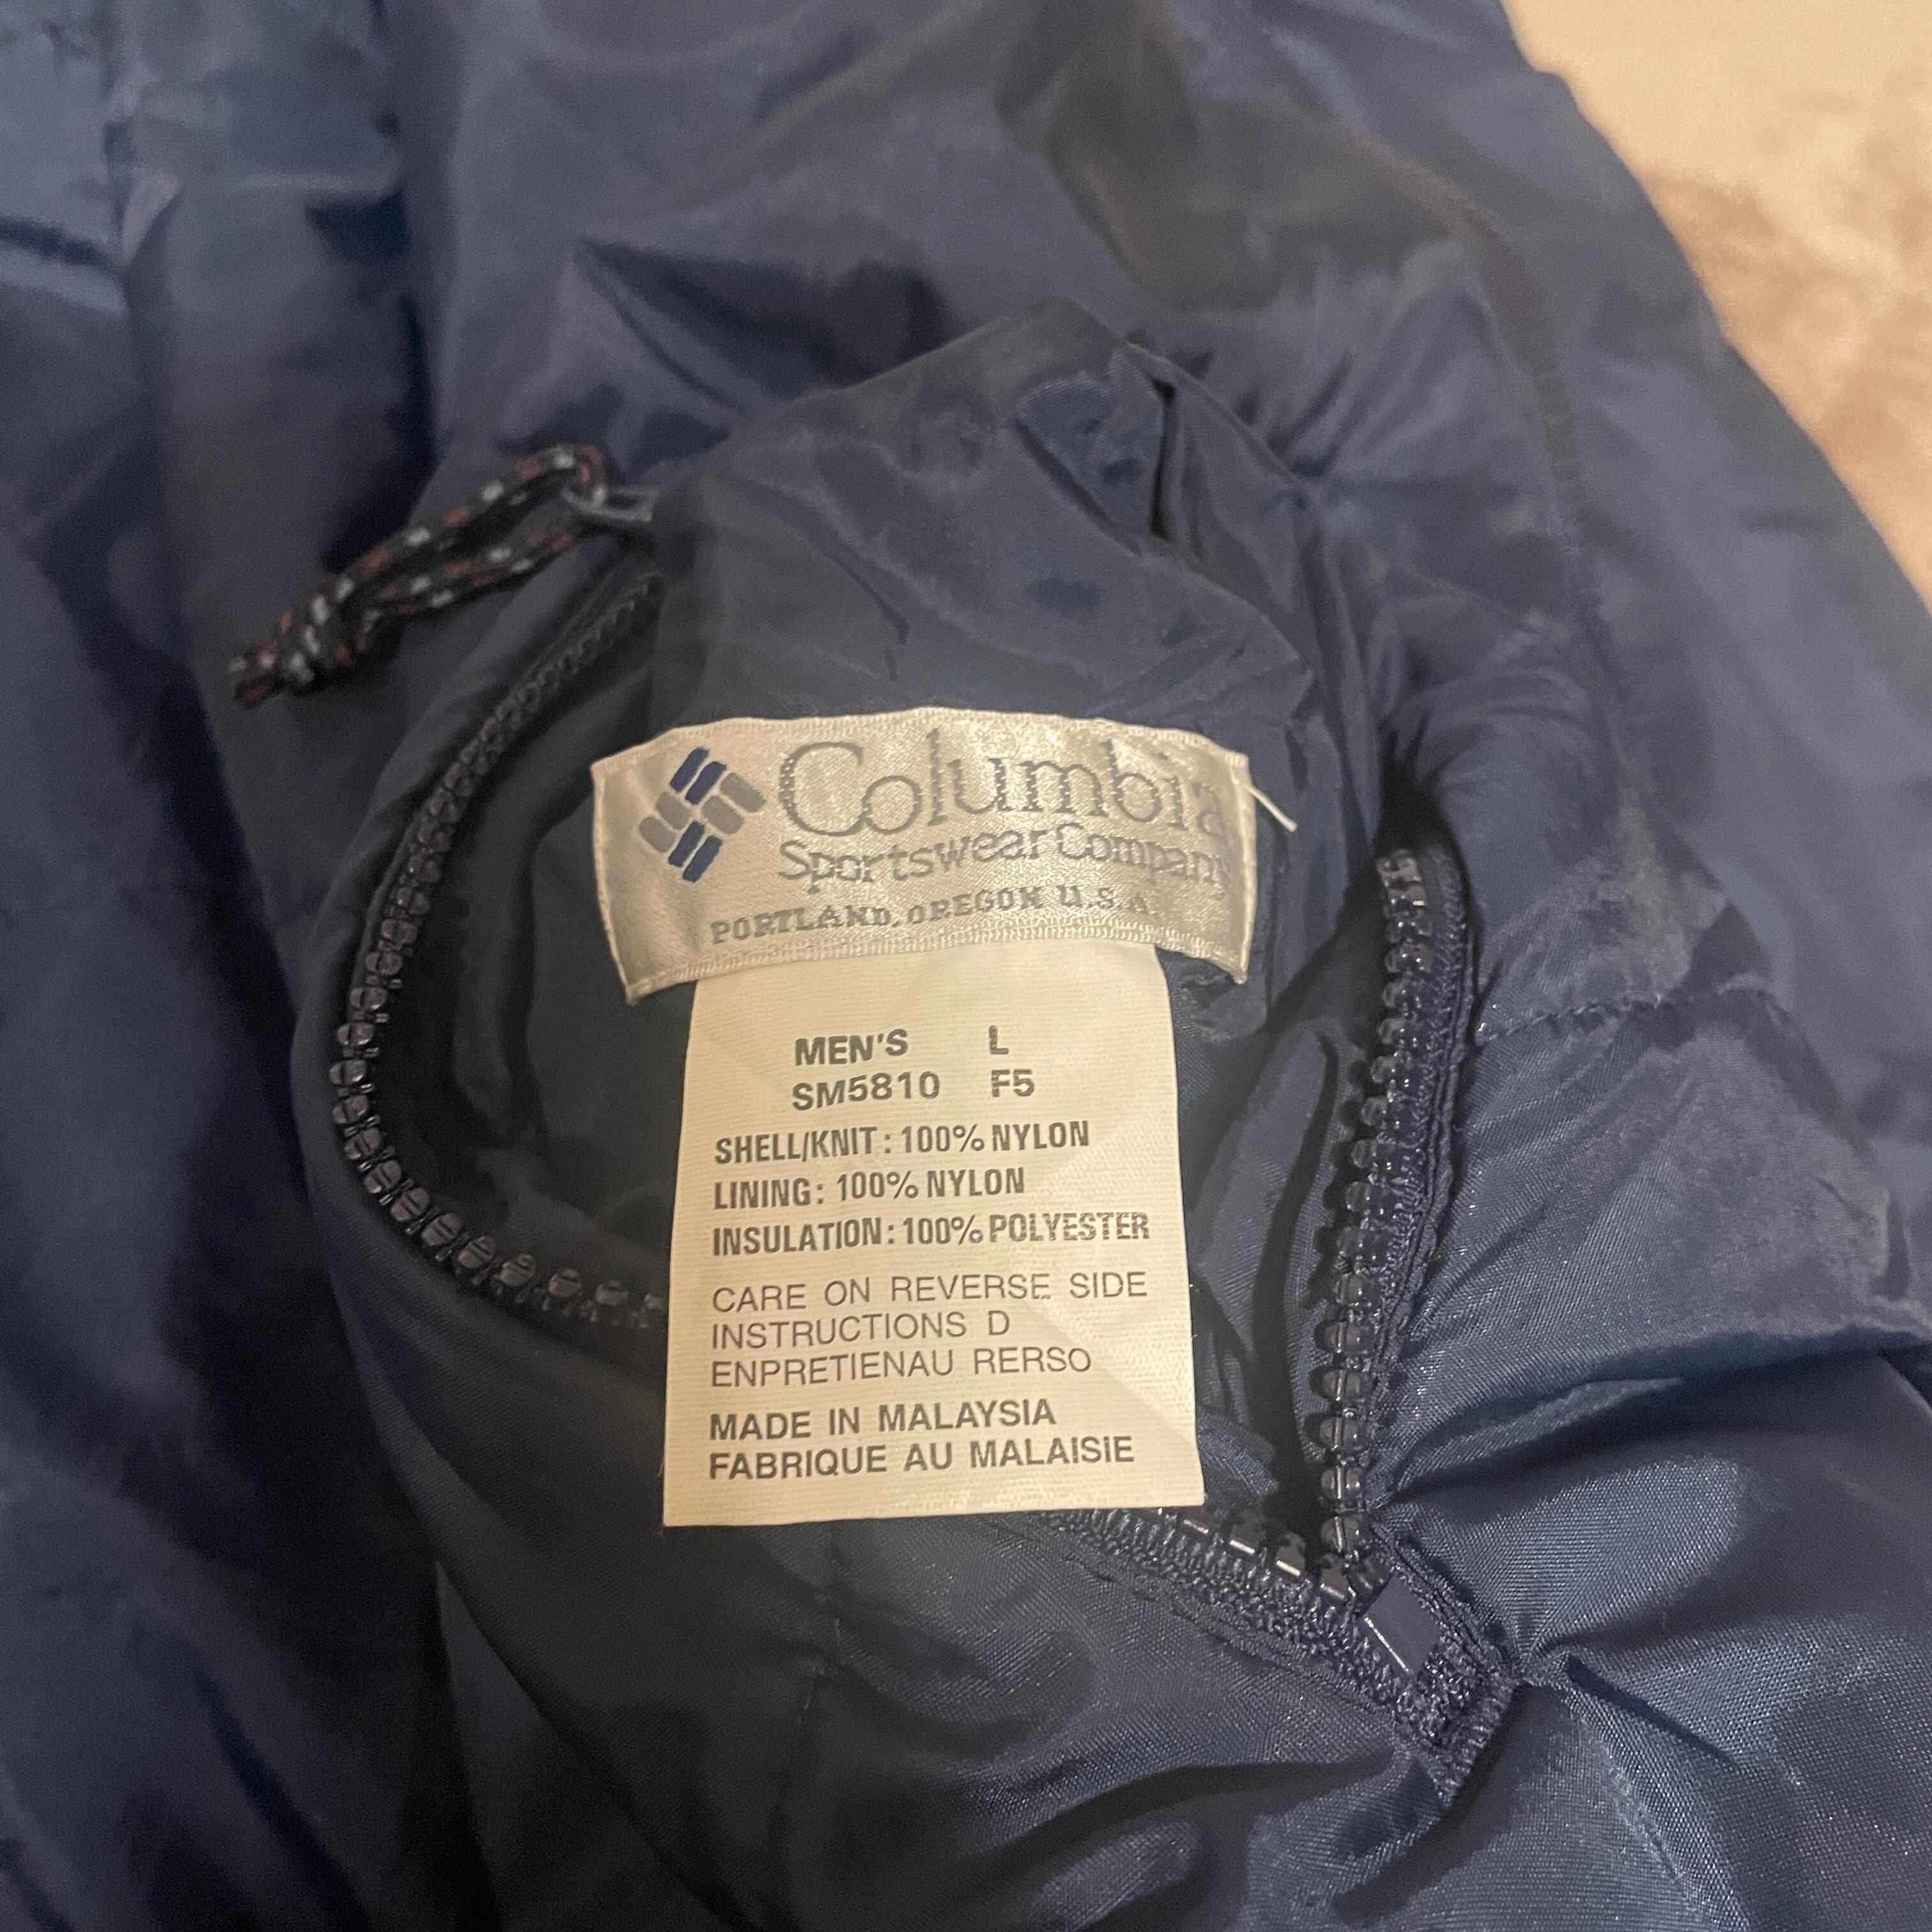 Columbia
Sportswear Company
PORTLAND, OREGON U.S.A.
MEN'S L
SM5810 F5
SHELL/KNIT: 100% NYLON
LINING: 100% NYLON
INSULATION: 100% POLYESTER
CARE ON REVERSE SIDE
INSTRUCTIONS D
ENPRETIENAU RERSO
MADE IN MALAYSIA
FABRIQUE AU MALAISIE